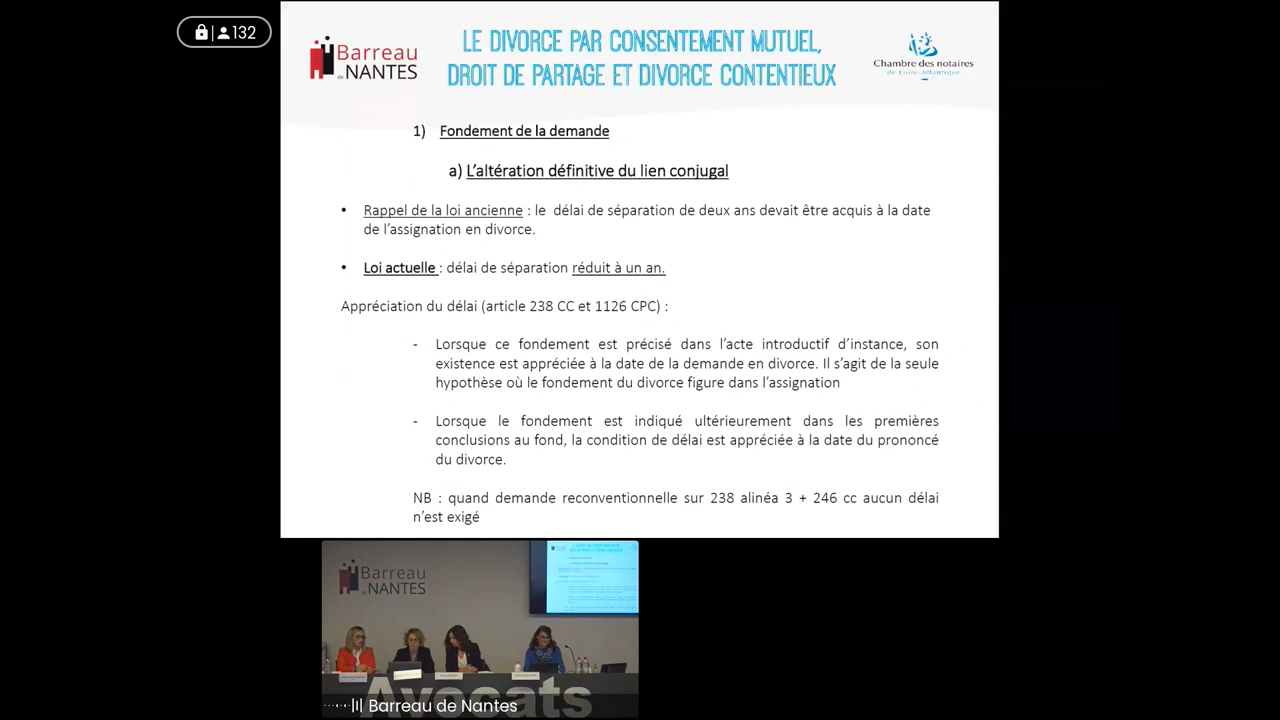 132
Barreau
de NANTES
LE DIVORCE PAR CONSENTEMENT MUTUEL,
DROIT DE PARTAGE ET DIVORCE CONTENTIEUX
Chambre des notaires
de Loire-Atlantique
1) Fondement de la demande
a) L’altération définitive du lien conjugal
• Rappel de la loi ancienne : le délai de séparation de deux ans devait être acquis à la date
de l’assignation en divorce.
• Loi actuelle : délai de séparation réduit à un an.
Appréciation du délai (article 238 CC et 1126 CPC) :
- Lorsque ce fondement est précisé dans l’acte introductif d’instance, son
existence est appréciée à la date de la demande en divorce. Il s’agit de la seule
hypothèse où le fondement du divorce figure dans l’assignation
- Lorsque le fondement est indiqué ultérieurement dans les premières
conclusions au fond, la condition de délai est appréciée à la date du prononcé
du divorce.
NB : quand demande reconventionnelle sur 238 alinéa 3 + 246 cc aucun délai
n’est exigé
Barreau
de NANTES
Avocats
Barreau de Nantes